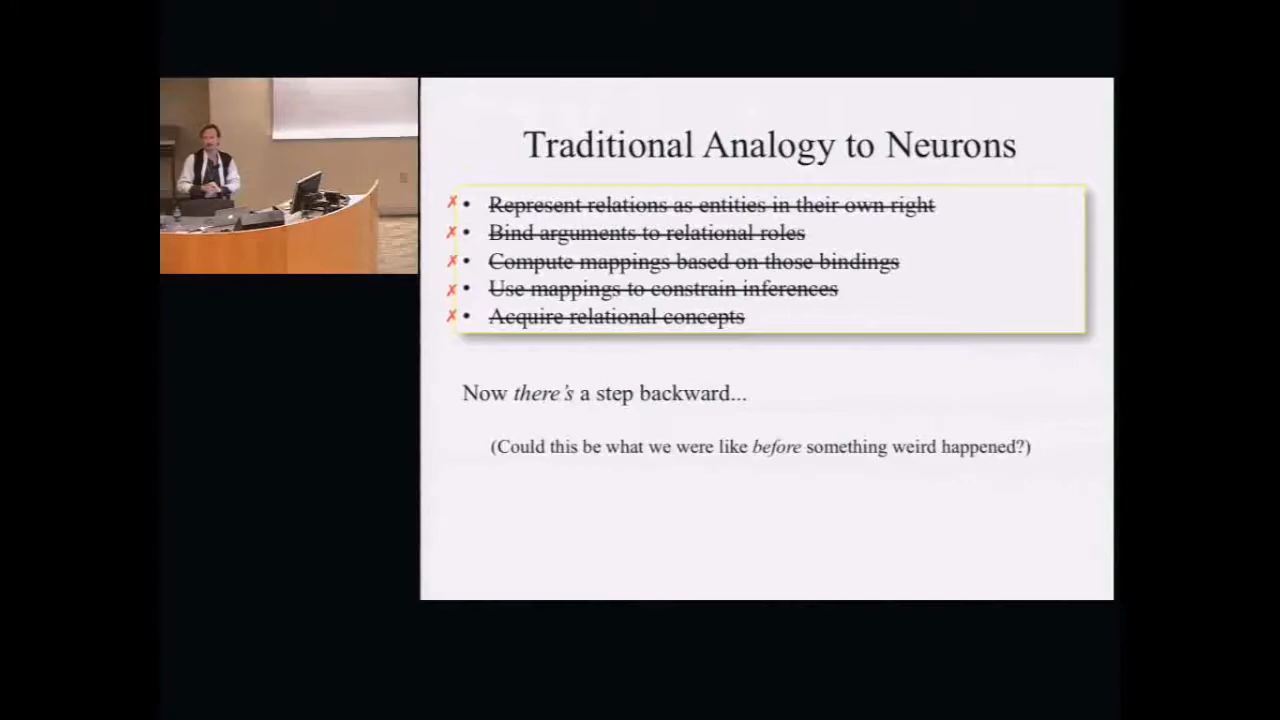 Traditional Analogy to Neurons
✗ • Represent relations as entities in their own right
✗ • Bind arguments to relational roles
✗ • Compute mappings based on those bindings
✗ • Use mappings to constrain inferences
✗ • Acquire relational concepts
Now there's a step backward...
(Could this be what we were like before something weird happened?)